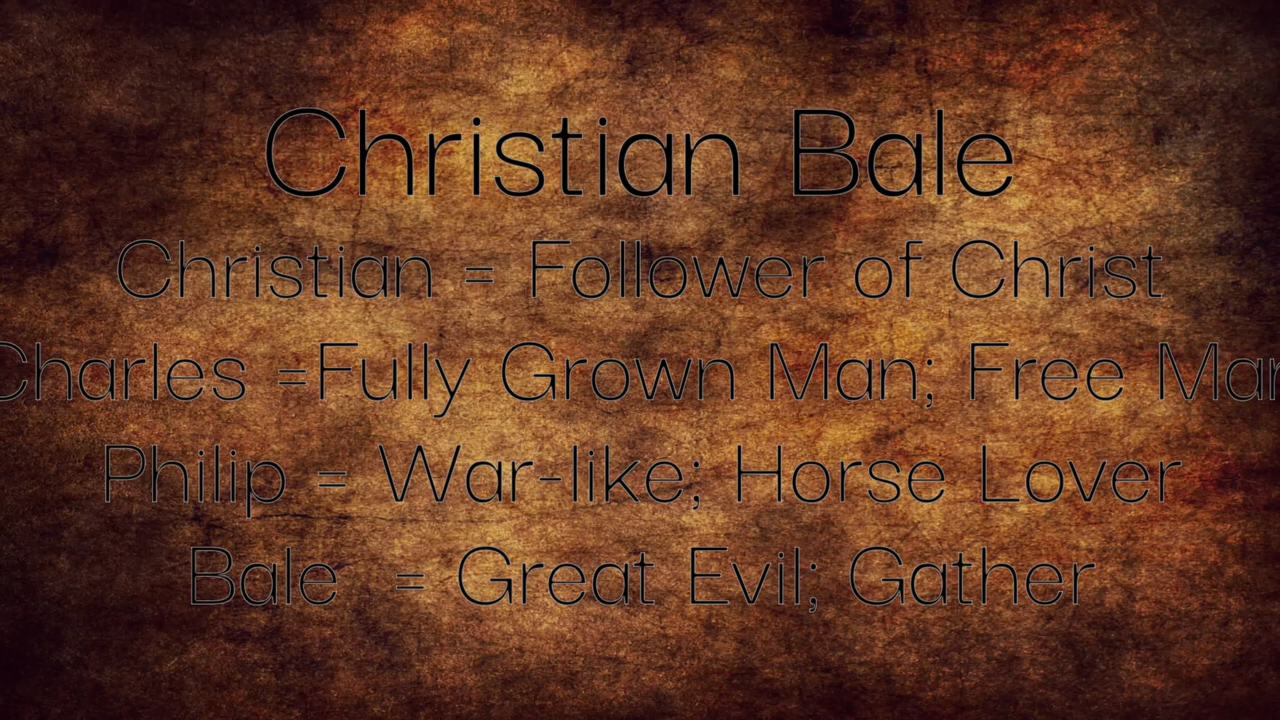 Christian Bale
Christian = Follower of Christ
Charles =Fully Grown Man; Free Man
Philip = War-like; Horse Lover
Bale = Great Evil; Gather